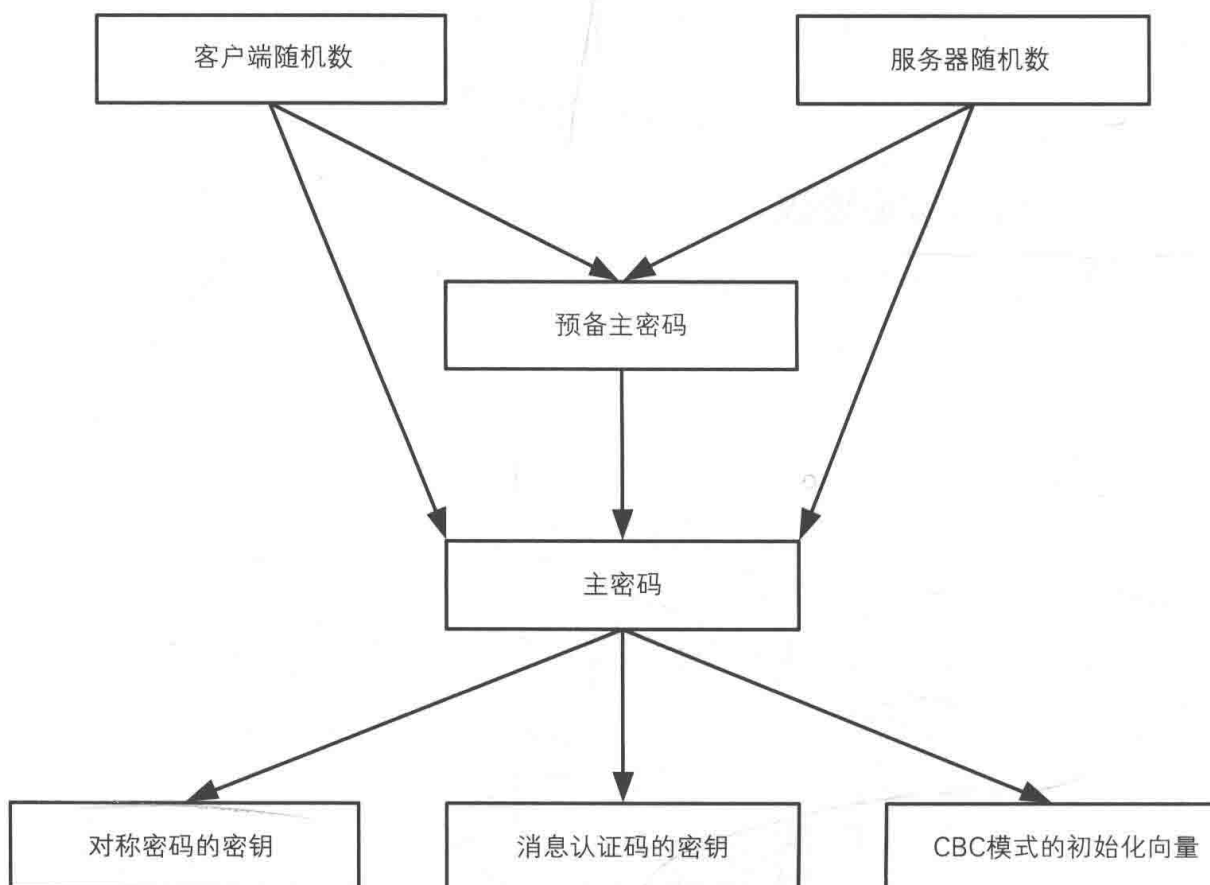 客户端随机数
服务器随机数
预备主密码
主密码
对称密码的密钥
消息认证码的密钥
CBC模式的初始化向量